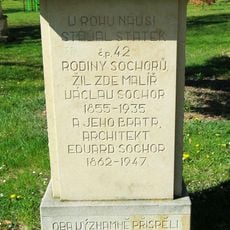 V ROHU NÁVSI
STÁVAL STATEK
č.p. 42
RODINY SOCHORŮ
ŽIL ZDE MALÍŘ
VÁCLAV SOCHOR
1855-1935
A JEHO BRATR,
ARCHITEKT
EDUARD SOCHOR
1862-1947
OBA VÝZNAMNĚ PŘISPĚLI